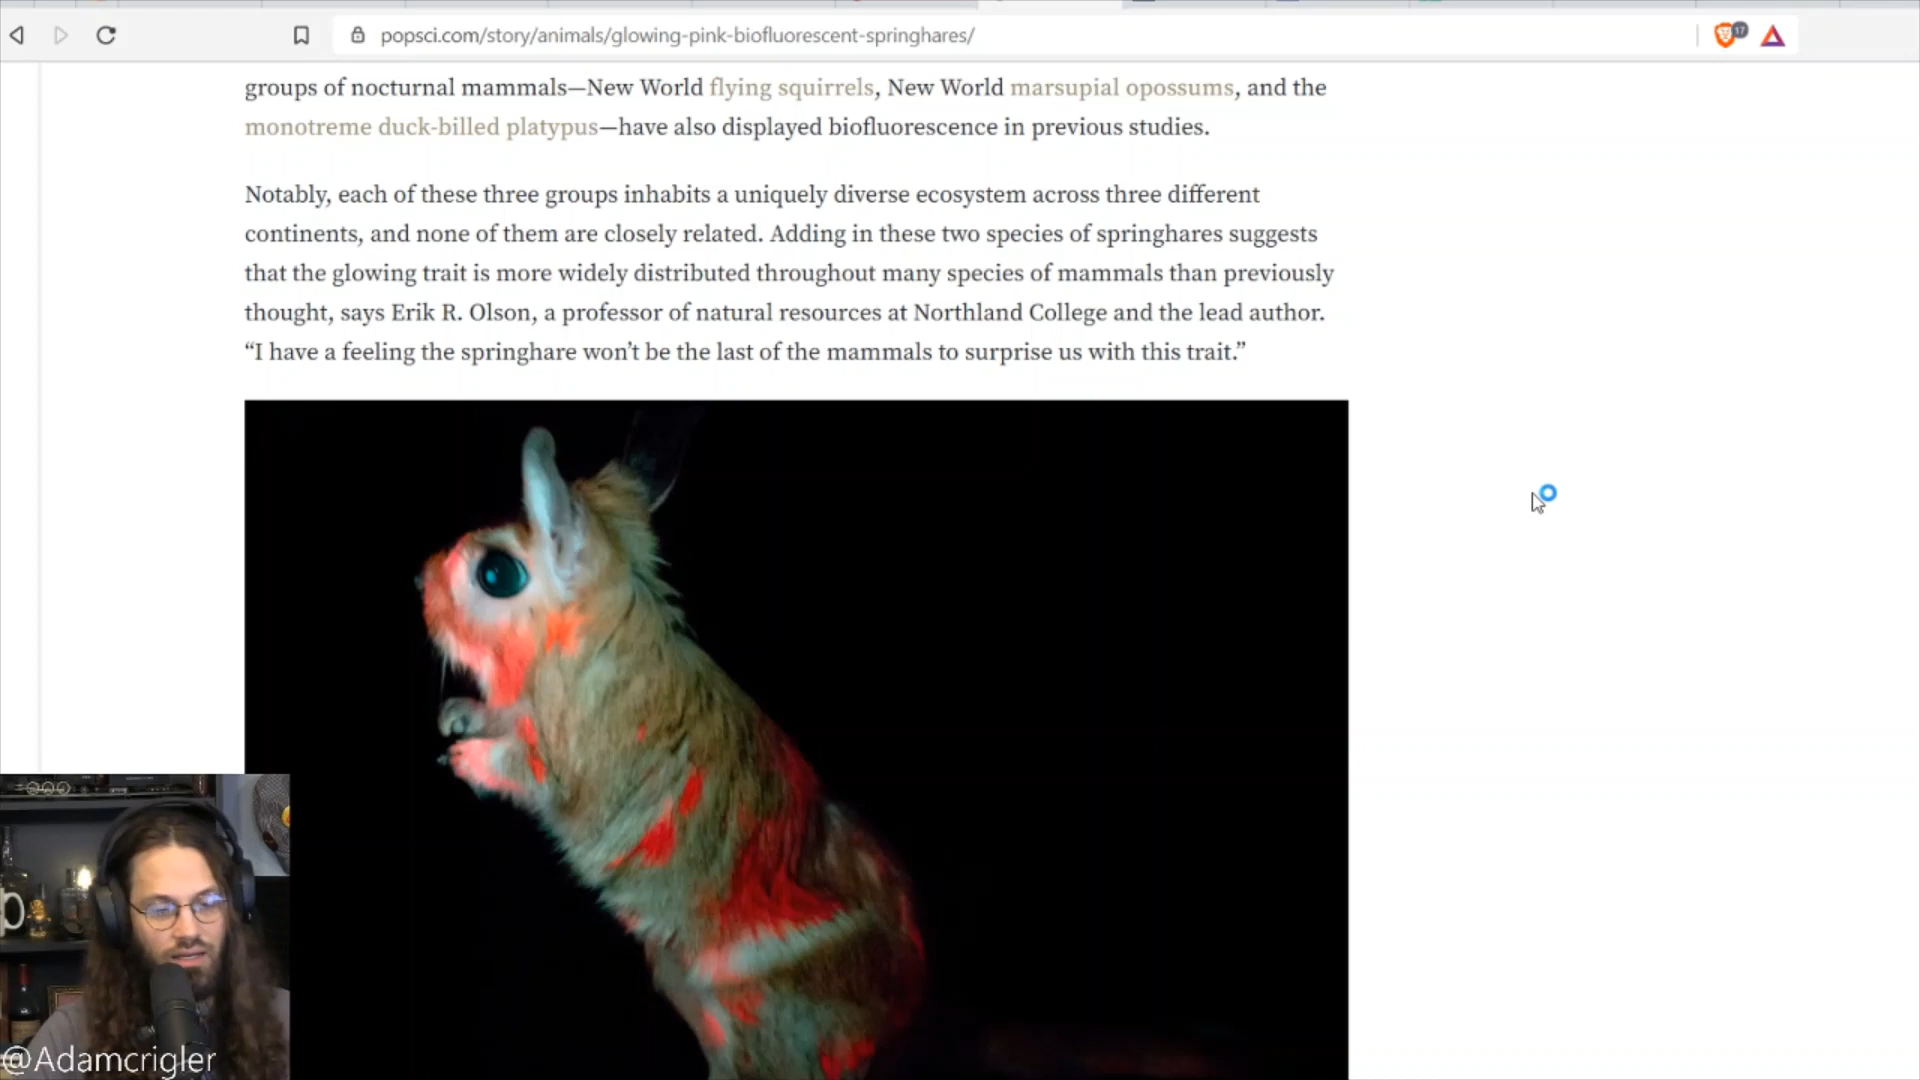 popsci.com/story/animals/glowing-pink-biofluorescent-springhares/
17
groups of nocturnal mammals—New World flying squirrels, New World marsupial opossums, and the
monotreme duck-billed platypus—have also displayed biofluorescence in previous studies.
Notably, each of these three groups inhabits a uniquely diverse ecosystem across three different
continents, and none of them are closely related. Adding in these two species of springhares suggests
that the glowing trait is more widely distributed throughout many species of mammals than previously
thought, says Erik R. Olson, a professor of natural resources at Northland College and the lead author.
“I have a feeling the springhare won’t be the last of the mammals to surprise us with this trait.”
@Adamcrigler